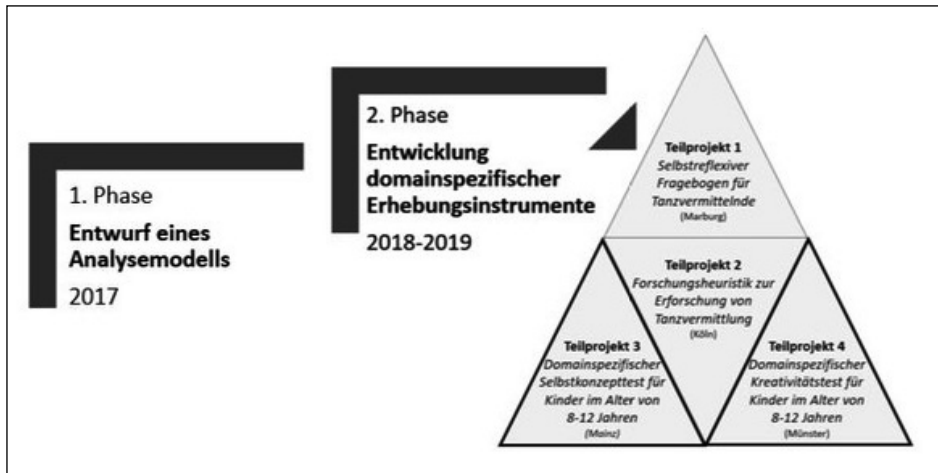 1. Phase
Entwurf eines
Analysemodells
2017
2. Phase
Entwicklung
domainspezifischer
Erhebungsinstrumente
2018-2019
Teilprojekt 1
Selbstreflexiver
Fragebogen für
Tanzvermittelnde
(Marburg)
Teilprojekt 2
Forschungsheuristik zur
Erforschung von
Tanzvermittlung
(Köln)
Teilprojekt 3
Domainspezifischer
Selbstkonzepttest für
Kinder im Alter von
8-12 Jahren
(Mainz)
Teilprojekt 4
Domainspezifischer
Kreativitätstest für
Kinder im Alter von
8-12 Jahren
(Münster)